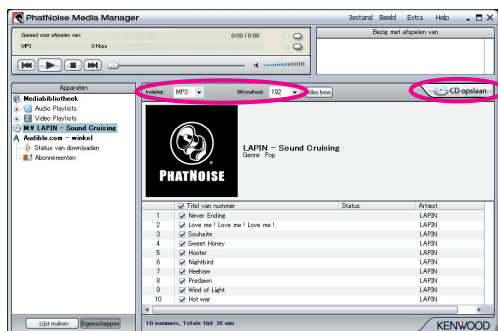 PhatNoise Media Manager
Bestand Beeld Extra Help
Gereed voor afspelen van: 0:00 / 0:00
MP3 0 Kbps
Bezig met afspelen van
Apparaten
Mediabibliotheek
Audio Playlists
Video Playlists
M:¥ LAPIN - Sound Cruising
Audible.com - winkel
Status van downloaden
Abonnementen
Indeling: MP3 Bitsnelheid: 192 Alles bew
CD opslaan
PHATNOISE
LAPIN - Sound Cruising
Genre: Pop
Titel van nummer Status Artiest
1 Never Ending LAPIN
2 Love me ! Love me ! Love me ! LAPIN
3 Souhaite LAPIN
4 Sweet Honey LAPIN
5 Hooter LAPIN
6 Nightbird LAPIN
7 Heehaw LAPIN
8 Predawn LAPIN
9 Wind of Light LAPIN
10 Hot war LAPIN
Lijst maken Eigenschappen
10 nummers, Totale tijd: 38 min
KENWOOD